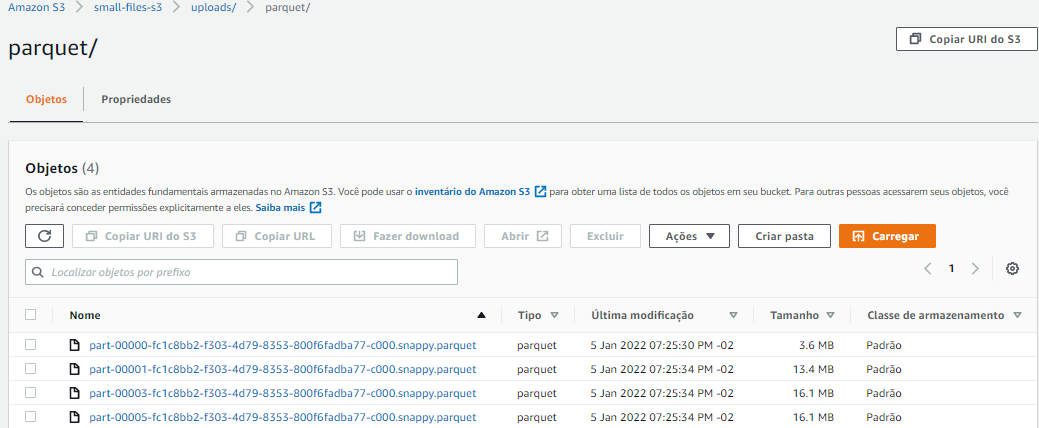 Amazon S3 > small-files-s3 > uploads/ > parquet/
parquet/
Copiar URI do S3
Objetos Propriedades
Objetos (4)
Os objetos são as entidades fundamentais armazenadas no Amazon S3. Você pode usar o inventário do Amazon S3 para obter uma lista de todos os objetos em seu bucket. Para outras pessoas acessarem seus objetos, você
precisará conceder permissões explicitamente a eles. Saiba mais
Copiar URI do S3 Copiar URL Fazer download Abrir Excluir Ações Criar pasta Carregar
Localizar objetos por prefixo
1
Nome Tipo Última modificação Tamanho Classe de armazenamento
part-00000-fc1c8bb2-f303-4d79-8353-800f6fadba77-c000.snappy.parquet parquet 5 Jan 2022 07:25:30 PM -02 3.6 MB Padrão
part-00001-fc1c8bb2-f303-4d79-8353-800f6fadba77-c000.snappy.parquet parquet 5 Jan 2022 07:25:34 PM -02 13.4 MB Padrão
part-00003-fc1c8bb2-f303-4d79-8353-800f6fadba77-c000.snappy.parquet parquet 5 Jan 2022 07:25:34 PM -02 16.1 MB Padrão
part-00005-fc1c8bb2-f303-4d79-8353-800f6fadba77-c000.snappy.parquet parquet 5 Jan 2022 07:25:34 PM -02 16.1 MB Padrão